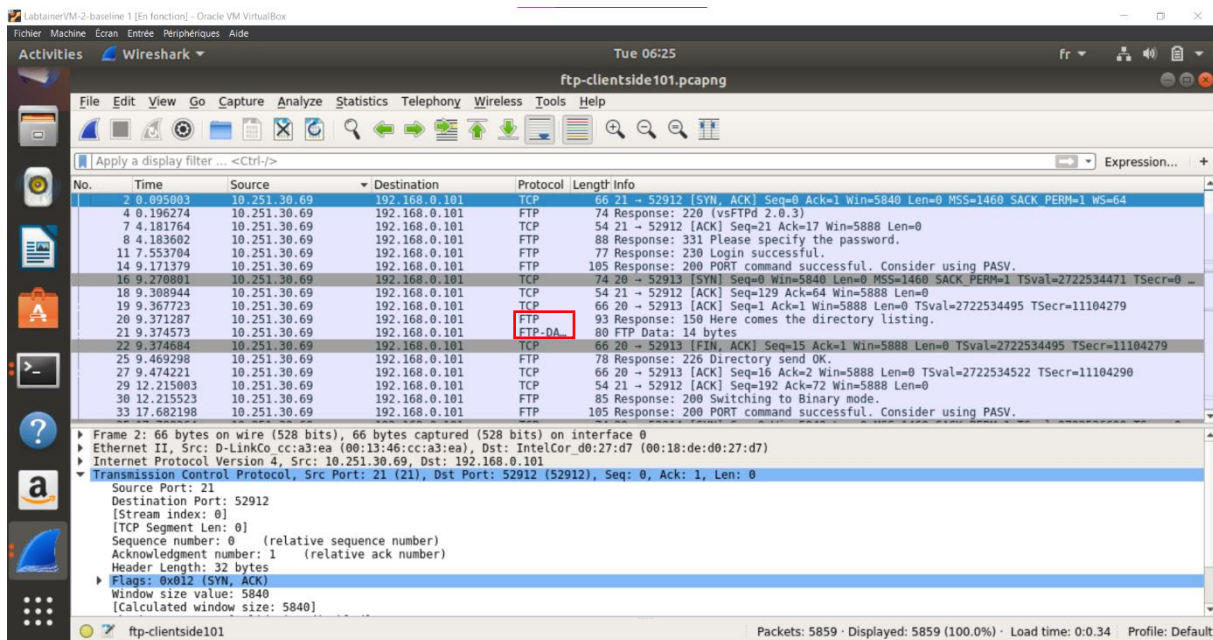 LabtainerVM-2-baseline 1 [En fonction] - Oracle VM VirtualBox
Fichier Machine Écran Entrée Périphériques Aide
Activities Wireshark Tue 06:25 fr
ftp-clientside101.pcapng
File Edit View Go Capture Analyze Statistics Telephony Wireless Tools Help
Apply a display filter ... <Ctrl-/> Expression... +
No. Time Source Destination Protocol Length Info
2 0.095003 10.251.30.69 192.168.0.101 TCP 66 21 → 52912 [SYN, ACK] Seq=0 Ack=1 Win=5840 Len=0 MSS=1460 SACK_PERM=1 WS=64
4 0.196274 10.251.30.69 192.168.0.101 FTP 74 Response: 220 (vsFTPd 2.0.3)
7 4.181764 10.251.30.69 192.168.0.101 TCP 54 21 → 52912 [ACK] Seq=21 Ack=17 Win=5888 Len=0
8 4.183602 10.251.30.69 192.168.0.101 FTP 88 Response: 331 Please specify the password.
11 7.553704 10.251.30.69 192.168.0.101 FTP 77 Response: 230 Login successful.
14 9.171379 10.251.30.69 192.168.0.101 FTP 105 Response: 200 PORT command successful. Consider using PASV.
16 9.270801 10.251.30.69 192.168.0.101 TCP 74 20 → 52913 [SYN] Seq=0 Win=5840 Len=0 MSS=1460 SACK_PERM=1 TSval=2722534471 TSecr=0 …
18 9.308944 10.251.30.69 192.168.0.101 TCP 54 21 → 52912 [ACK] Seq=129 Ack=64 Win=5888 Len=0
19 9.367723 10.251.30.69 192.168.0.101 TCP 66 20 → 52913 [ACK] Seq=1 Ack=1 Win=5888 Len=0 TSval=2722534495 TSecr=11104279
20 9.371287 10.251.30.69 192.168.0.101 FTP 93 Response: 150 Here comes the directory listing.
21 9.374573 10.251.30.69 192.168.0.101 FTP-DA… 80 FTP Data: 14 bytes
22 9.374684 10.251.30.69 192.168.0.101 TCP 66 20 → 52913 [FIN, ACK] Seq=15 Ack=1 Win=5888 Len=0 TSval=2722534495 TSecr=11104279
25 9.469298 10.251.30.69 192.168.0.101 FTP 78 Response: 226 Directory send OK.
27 9.474221 10.251.30.69 192.168.0.101 TCP 66 20 → 52913 [ACK] Seq=16 Ack=2 Win=5888 Len=0 TSval=2722534522 TSecr=11104290
29 12.215003 10.251.30.69 192.168.0.101 TCP 54 21 → 52912 [ACK] Seq=192 Ack=72 Win=5888 Len=0
30 12.215523 10.251.30.69 192.168.0.101 FTP 85 Response: 200 Switching to Binary mode.
33 17.682198 10.251.30.69 192.168.0.101 FTP 105 Response: 200 PORT command successful. Consider using PASV.
Frame 2: 66 bytes on wire (528 bits), 66 bytes captured (528 bits) on interface 0
Ethernet II, Src: D-LinkCo_cc:a3:ea (00:13:46:cc:a3:ea), Dst: IntelCor_d0:27:d7 (00:18:de:d0:27:d7)
Internet Protocol Version 4, Src: 10.251.30.69, Dst: 192.168.0.101
Transmission Control Protocol, Src Port: 21 (21), Dst Port: 52912 (52912), Seq: 0, Ack: 1, Len: 0
Source Port: 21
Destination Port: 52912
[Stream index: 0]
[TCP Segment Len: 0]
Sequence number: 0 (relative sequence number)
Acknowledgment number: 1 (relative ack number)
Header Length: 32 bytes
Flags: 0x012 (SYN, ACK)
Window size value: 5840
[Calculated window size: 5840]
ftp-clientside101 Packets: 5859 · Displayed: 5859 (100.0%) · Load time: 0:0.34 Profile: Default